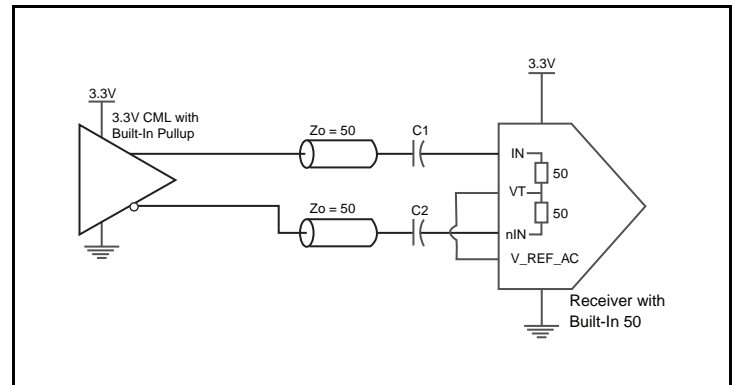 3.3V
3.3V CML with
Built-In Pullup
Zo = 50
C1
Zo = 50
C2
3.3V
IN
50
VT
50
nIN
V_REF_AC
Receiver with
Built-In 50